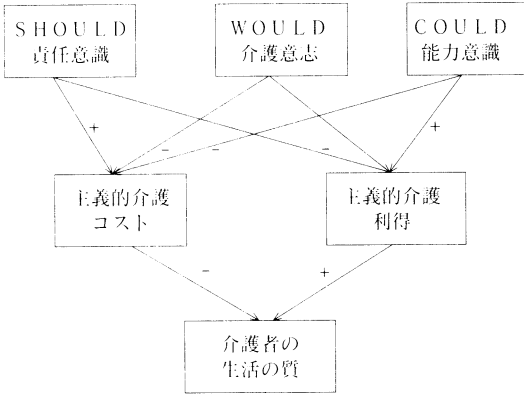 SHOULD
責任意識
WOULD
介護意志
COULD
能力意識
+
−
−
−
+
主義的介護
コスト
主義的介護
利得
−
+
介護者の
生活の質